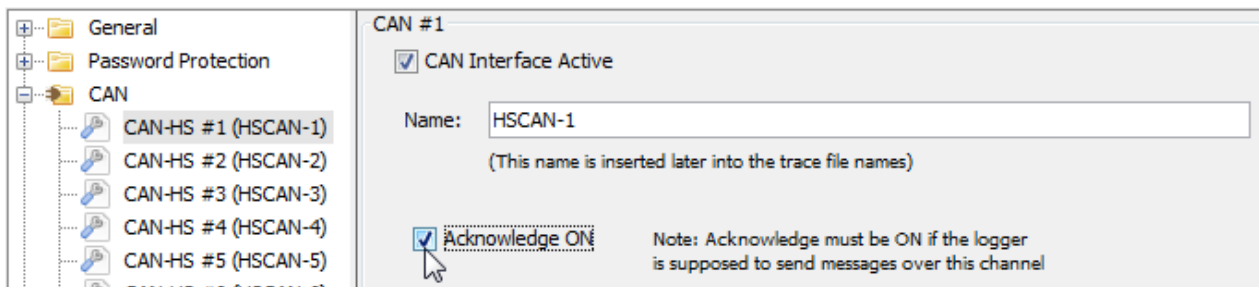 General
Password Protection
CAN
CAN-HS #1 (HSCAN-1)
CAN-HS #2 (HSCAN-2)
CAN-HS #3 (HSCAN-3)
CAN-HS #4 (HSCAN-4)
CAN-HS #5 (HSCAN-5)
CAN #1
CAN Interface Active
Name: HSCAN-1
(This name is inserted later into the trace file names)
Acknowledge ON
Note: Acknowledge must be ON if the logger
is supposed to send messages over this channel